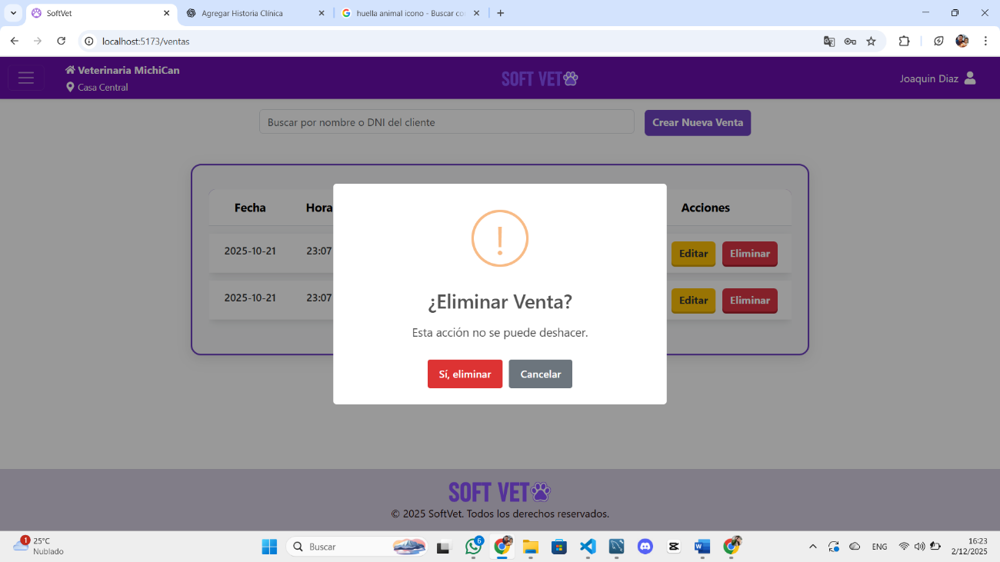 SoftVet
Agregar Historia Clínica
huella animal icono - Buscar co
localhost:5173/ventas
Veterinaria MichiCan
Casa Central
SOFT VET
Joaquin Diaz
Buscar por nombre o DNI del cliente
Crear Nueva Venta
Fecha
Hora
Acciones
2025-10-21
23:07
Editar
Eliminar
2025-10-21
23:07
Editar
Eliminar
¿Eliminar Venta?
Esta acción no se puede deshacer.
Sí, eliminar
Cancelar
SOFT VET
© 2025 SoftVet. Todos los derechos reservados.
1
25°C
Nublado
Buscar
6
ENG
16:23
2/12/2025